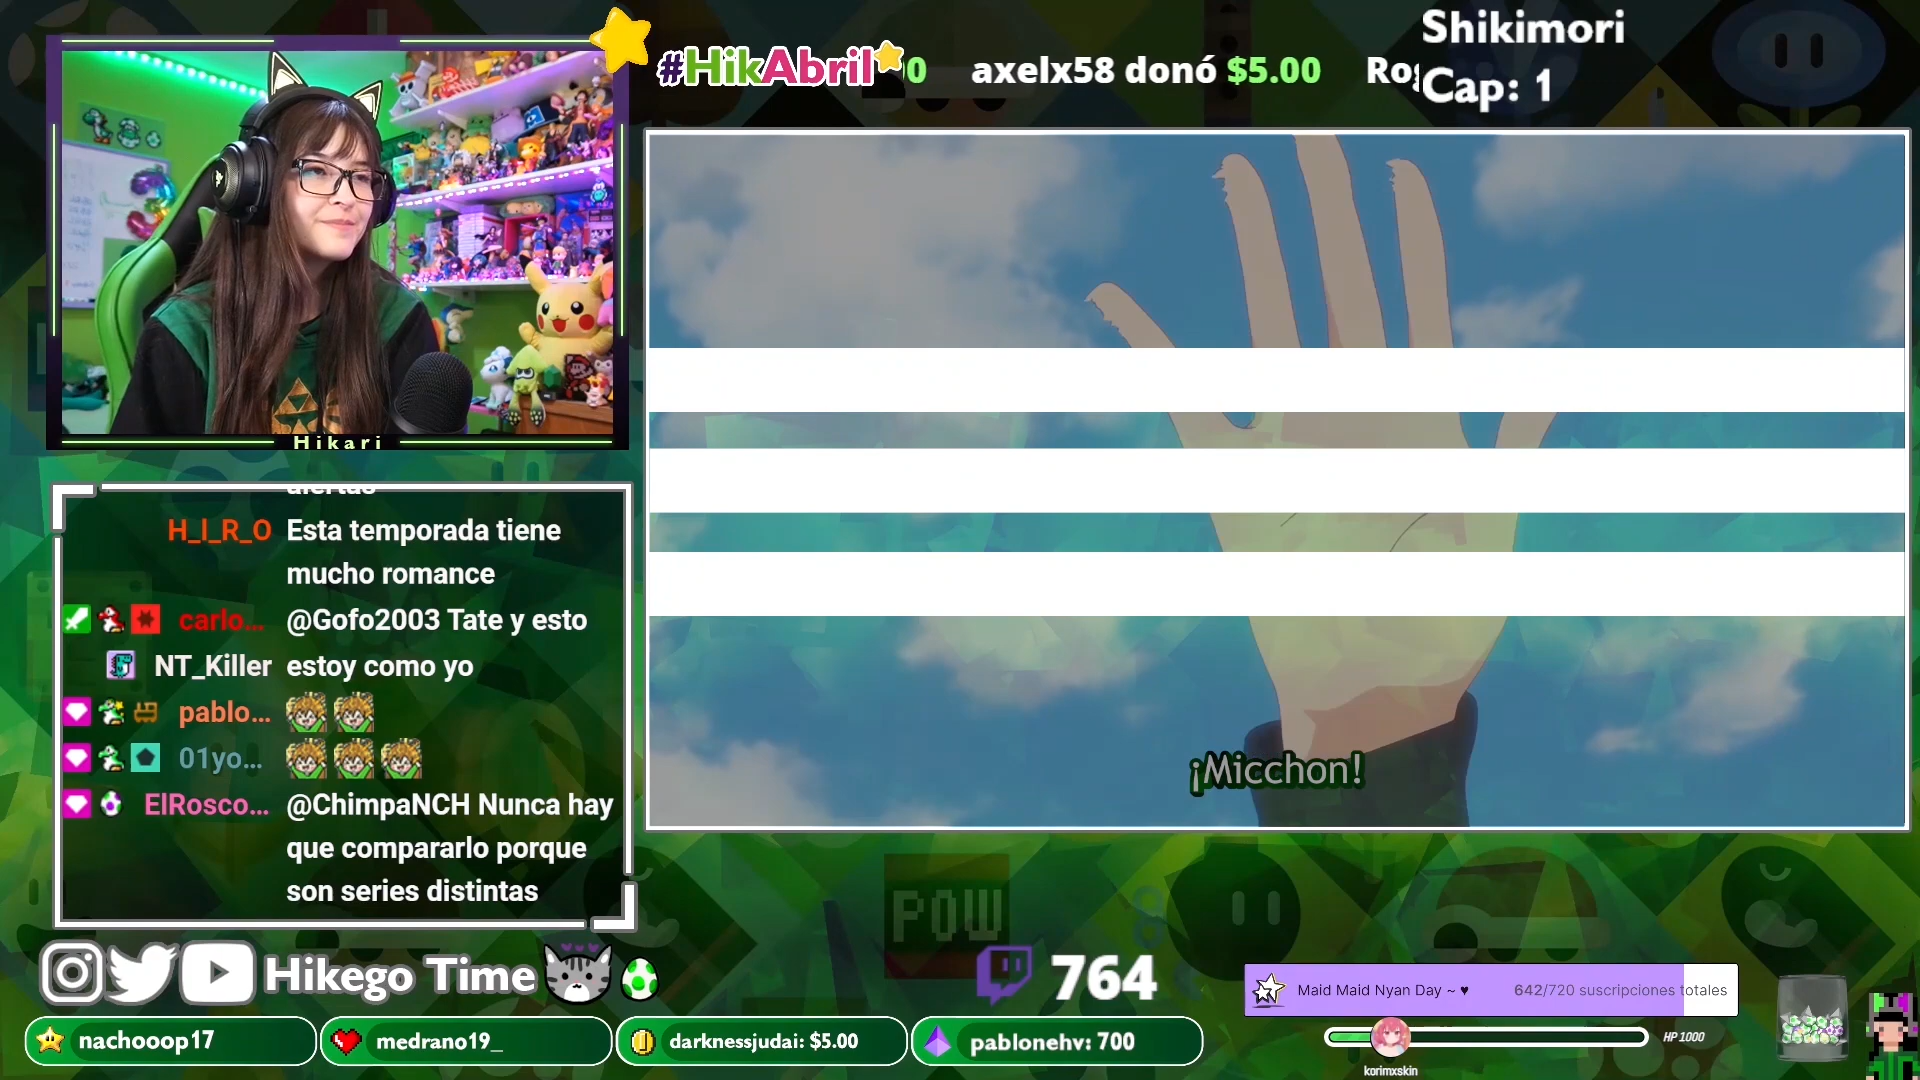 #HikAbril
axelx58 donó $5.00
Shikimori
Cap: 1
Hikari
alertas
H_I_R_O Esta temporada tiene
mucho romance
carlo... @Gofo2003 Tate y esto
NT_Killer estoy como yo
pablo...
01yo...
ElRosco... @ChimpaNCH Nunca hay
que compararlo porque
son series distintas
¡Micchon!
POW
Hikego Time
764
Maid Maid Nyan Day ~ ♥ 642/720 suscripciones totales
HP 1000
korimxskin
nachooop17
medrano19_
darknessjudai: $5.00
pablonehv: 700